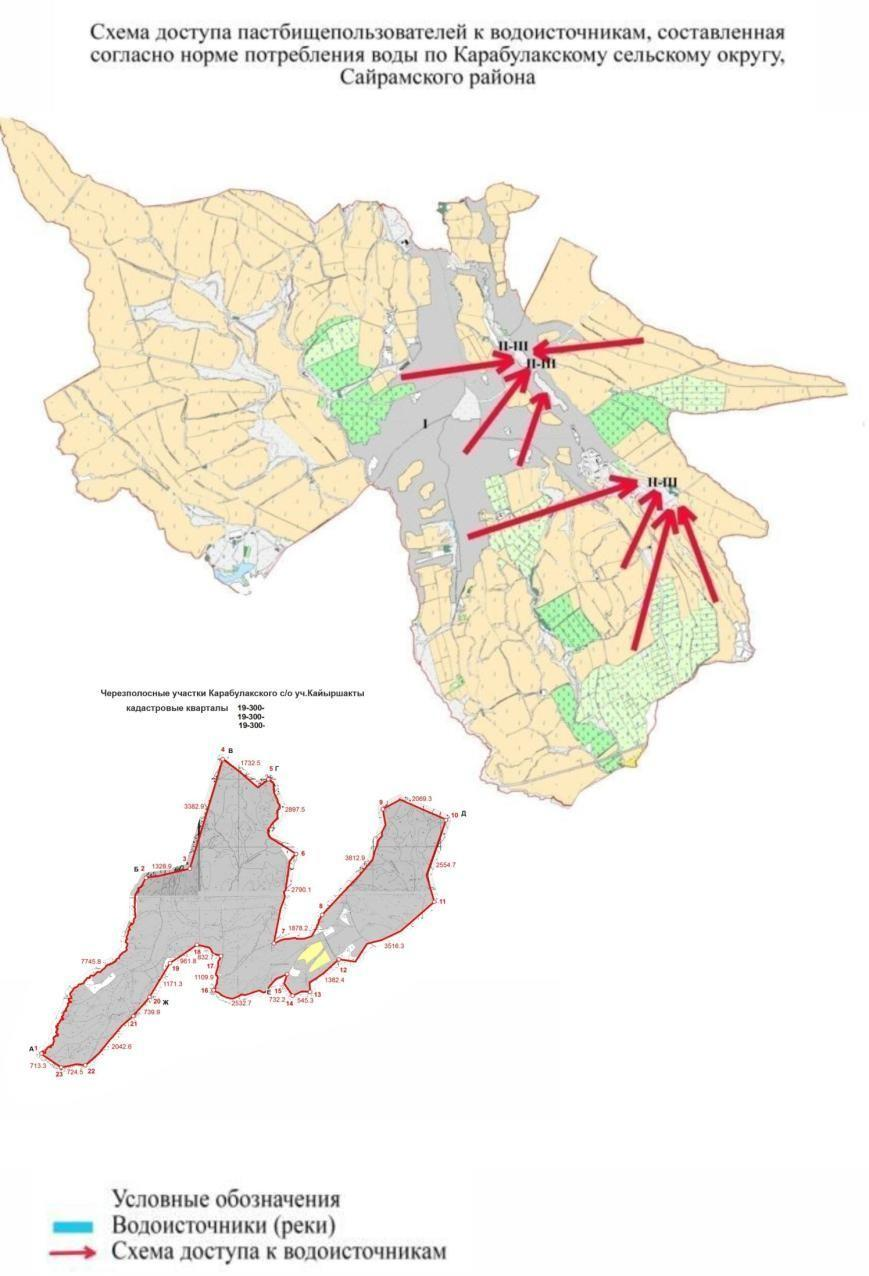 Схема доступа пастбищепользователей к водоисточникам, составленная
согласно норме потребления воды по Карабулакскому сельскому округу,
Сайрамского района
II-III
II-III
I
II-III
Черезполосные участки Карабулакского с/о уч.Кайыршакты
кадастровые кварталы 19-300-
19-300-
19-300-
4 В
1732.5
5 Г
3382.9
2897.5
9
2069.3
10 Д
3
6
Б 2
1328.9
3812.9
2554.7
2790.1
11
8
7
1878.2
3516.3
18
832.7
961.8
17
19
12
7745.8
1109.9
1171.3
1382.4
16
Е
15
732.2
13
14
545.3
2532.7
20 Ж
739.9
21
2042.6
А 1
713.3
23
724.5
22
Условные обозначения
Водоисточники (реки)
Схема доступа к водоисточникам